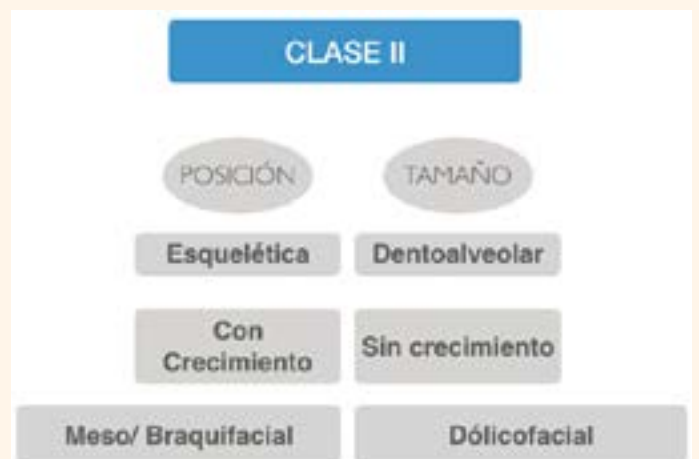 CLASE II
POSICIÓN TAMAÑO
Esquelética Dentoalveolar
Con
Crecimiento Sin crecimiento
Meso/ Braquifacial Dólicofacial